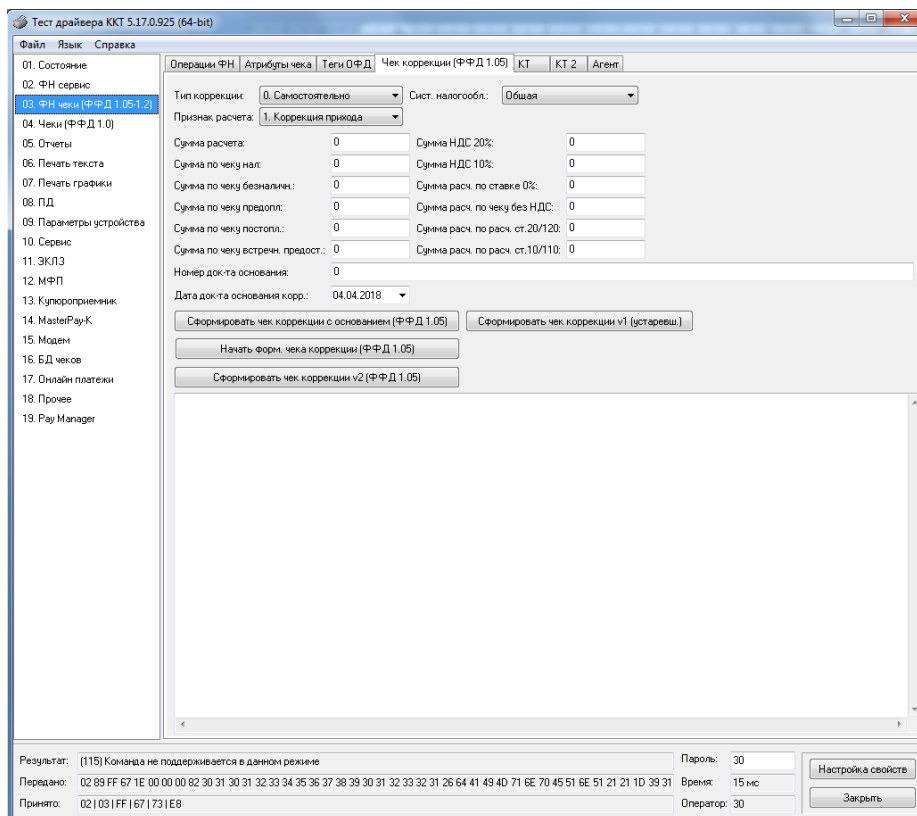 Тест драйвера ККТ 5.17.0.925 (64-bit)
Файл Язык Справка
01. Состояние
02. ФН сервис
03. ФН чеки (ФФД 1.05-1.2)
04. Чеки (ФФД 1.0)
05. Отчеты
06. Печать текста
07. Печать графики
08. ПД
09. Параметры устройства
10. Сервис
11. ЭКЛЗ
12. МФП
13. Купюроприемник
14. MasterPay-K
15. Модем
16. БД чеков
17. Онлайн платежи
18. Прочее
19. Pay Manager
Операции ФН Атрибуты чека Теги ОФД Чек коррекции (ФФД 1.05) КТ КТ 2 Агент
Тип коррекции: 0. Самостоятельно Сист. налогообл.: Общая
Признак расчета: 1. Коррекция прихода
Сумма расчета: 0 Сумма НДС 20%: 0
Сумма по чеку нал: 0 Сумма НДС 10%: 0
Сумма по чеку безналичн.: 0 Сумма расч. по ставке 0%: 0
Сумма по чеку предопл: 0 Сумма расч. по чеку без НДС: 0
Сумма по чеку постопл.: 0 Сумма расч. по расч. ст.20/120: 0
Сумма по чеку встречн. предост.: 0 Сумма расч. по расч. ст.10/110: 0
Номер док-та основания: 0
Дата док-та основания корр.: 04.04.2018
Сформировать чек коррекции с основанием (ФФД 1.05) Сформировать чек коррекции v1 (устаревш.)
Начать форм. чека коррекции (ФФД 1.05)
Сформировать чек коррекции v2 (ФФД 1.05)
Результат: (115) Команда не поддерживается в данном режиме Пароль: 30
Передано: 02 89 FF 67 1E 00 00 00 82 30 31 30 31 32 33 34 35 36 37 38 39 30 31 32 33 32 31 26 64 41 49 4D 71 6E 70 45 51 6E 51 21 21 1D 39 31 Время: 15 мс
Принято: 02 | 03 | FF | 67 | 73 | E8 Оператор: 30
Настройка свойств
Закрыть